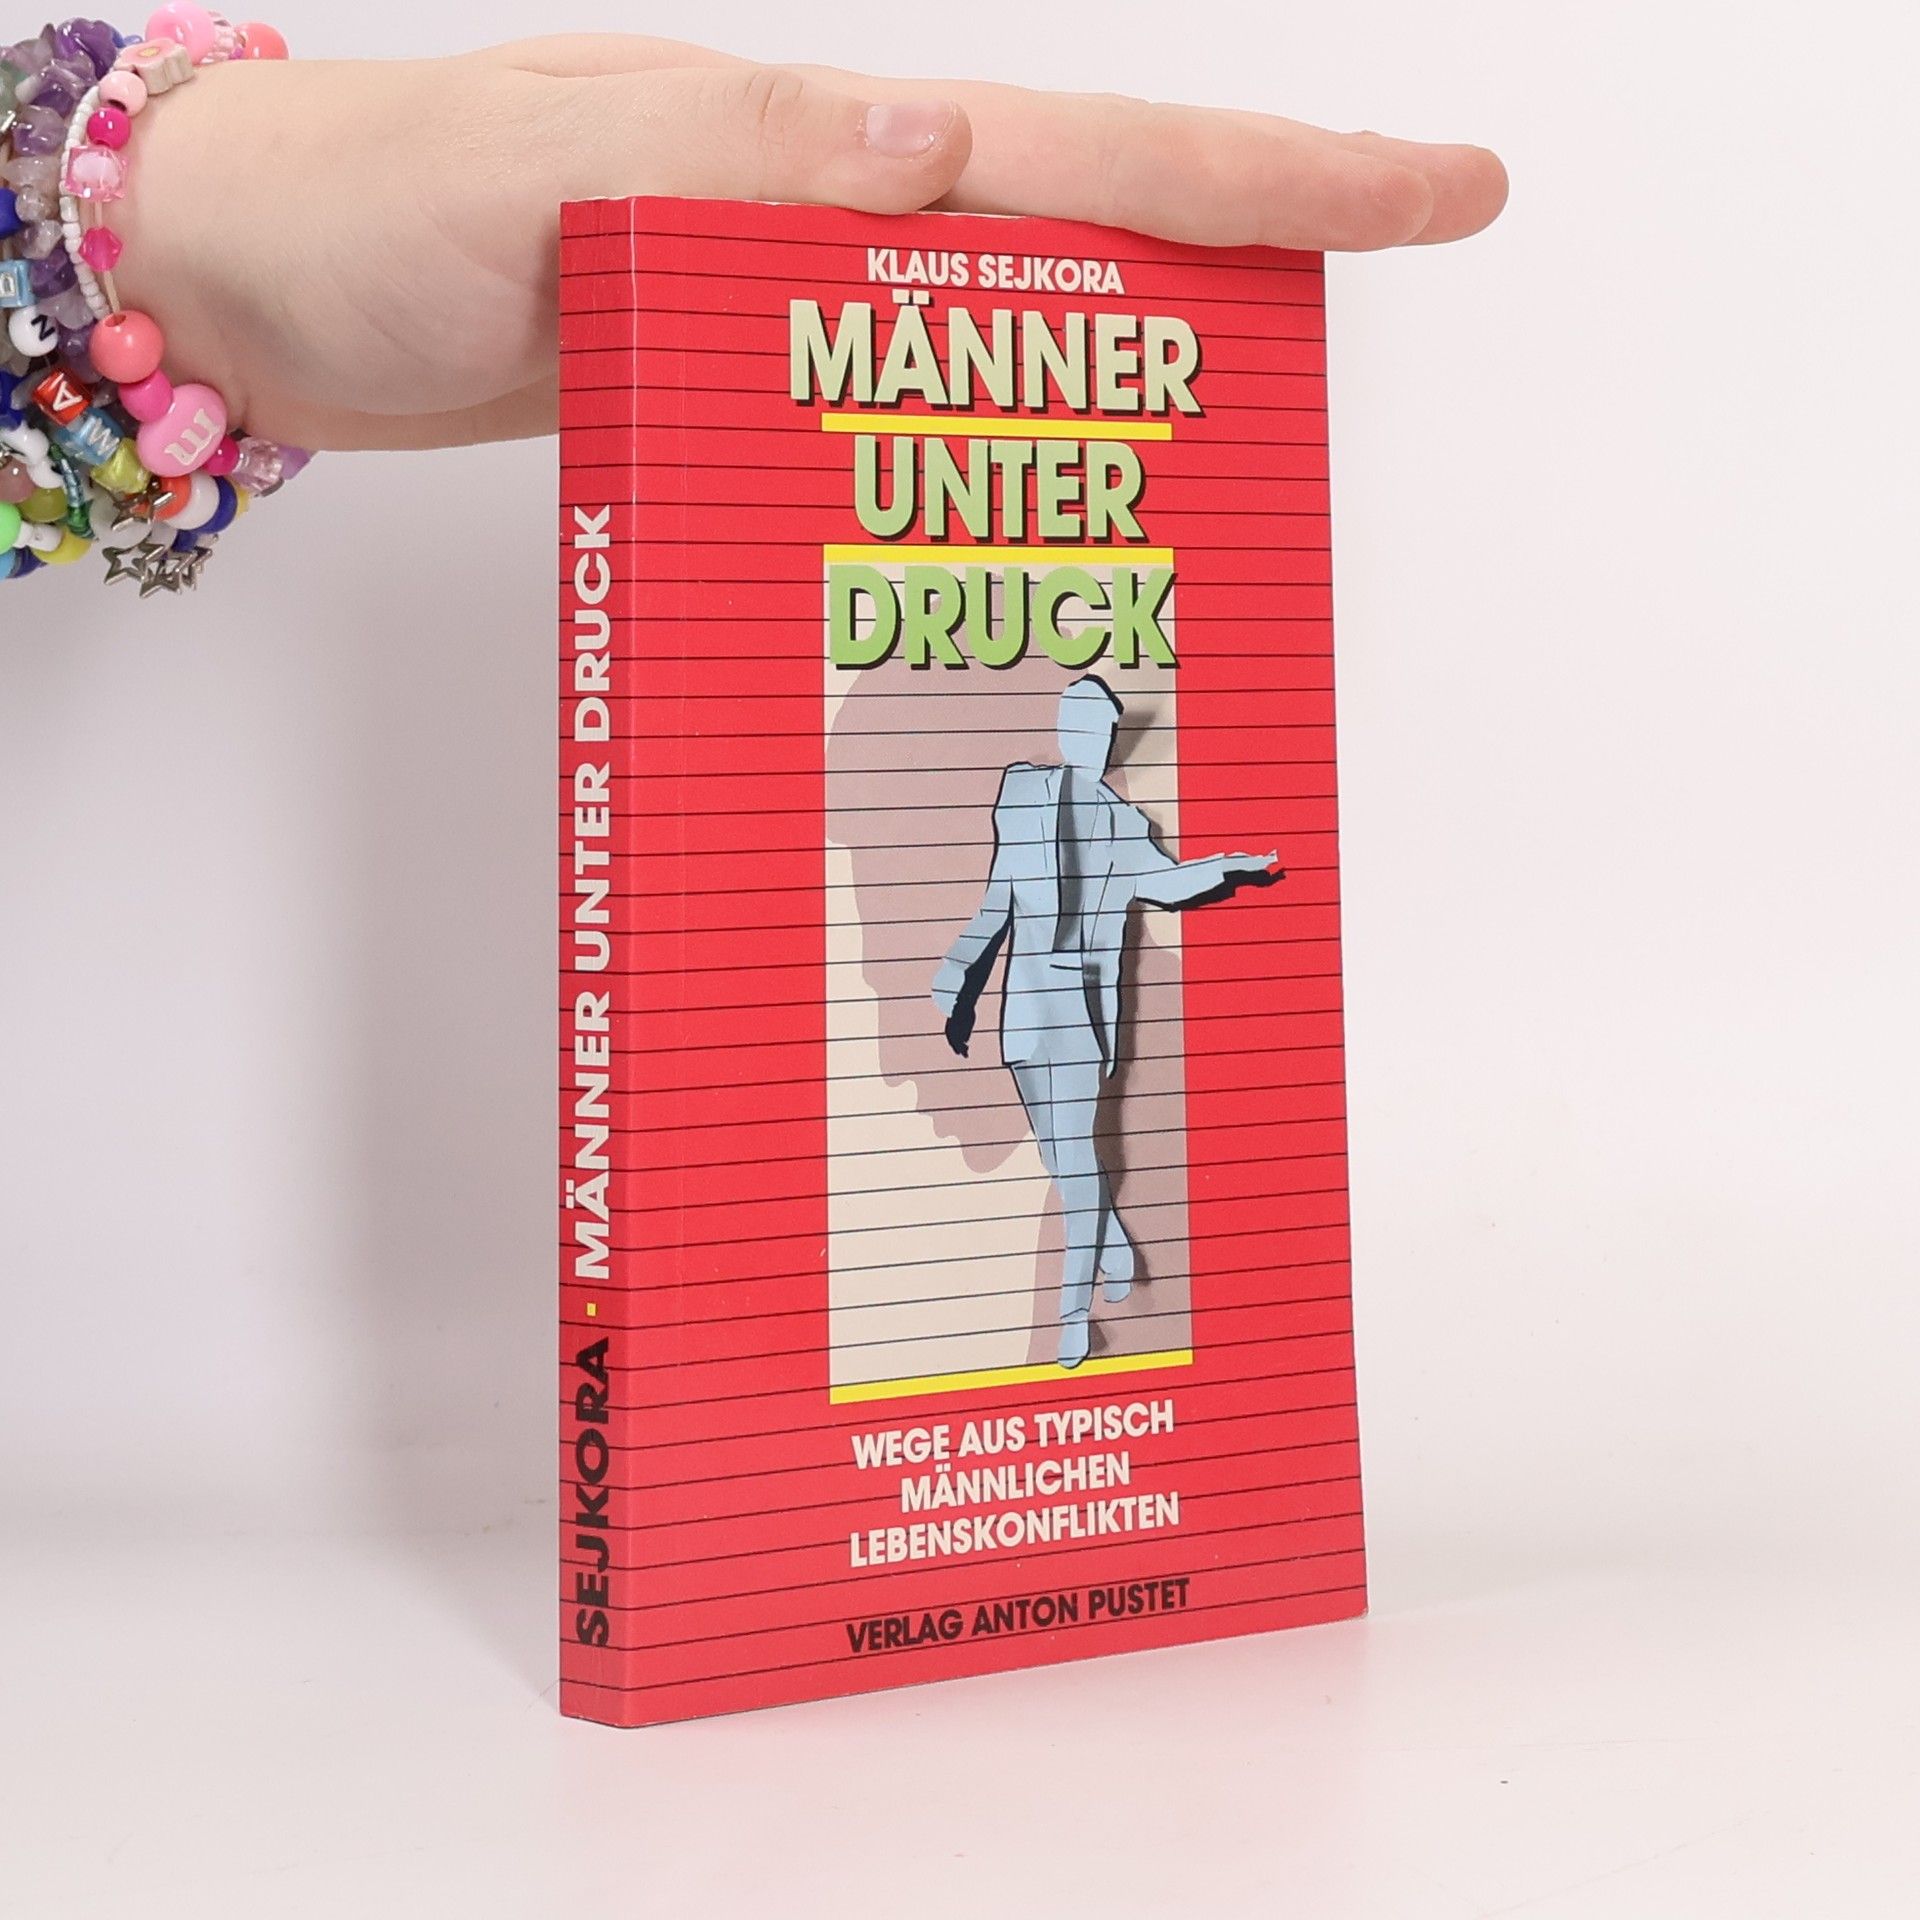 KLAUS SEJKORA
MÄNNER
UNTER
DRUCK
WEGE AUS TYPISCH
MÄNNLICHEN
LEBENSKONFLIKTEN
VERLAG ANTON PUSTET
SEJKORA · MÄNNER UNTER DRUCK
N
A
W
m